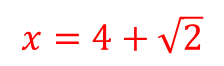 x = 4 + √2